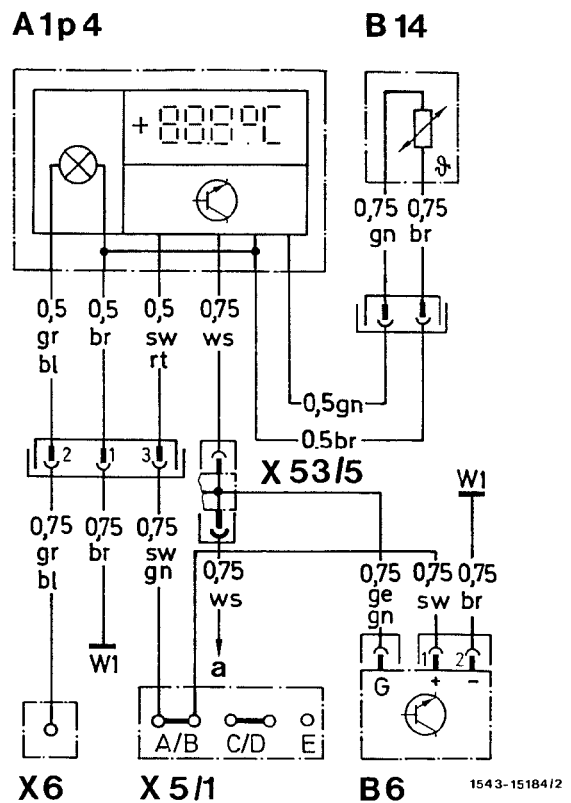 A1p4 B14
+ 888°C
ϑ
0,75 0,75
gn br
0,5 0,5 0,5 0,75
gr br sw ws
bl rt
0,5gn
0.5br
2 1 3
X 53/5
W1
0,75 0,75 0,75
gr br sw
bl gn
0,75
ws
0,75 0,75 0,75
ge sw br
gn
W1
a
1 2
G + −
A/B C/D E
X6 X5/1 B6
1543-15184/2